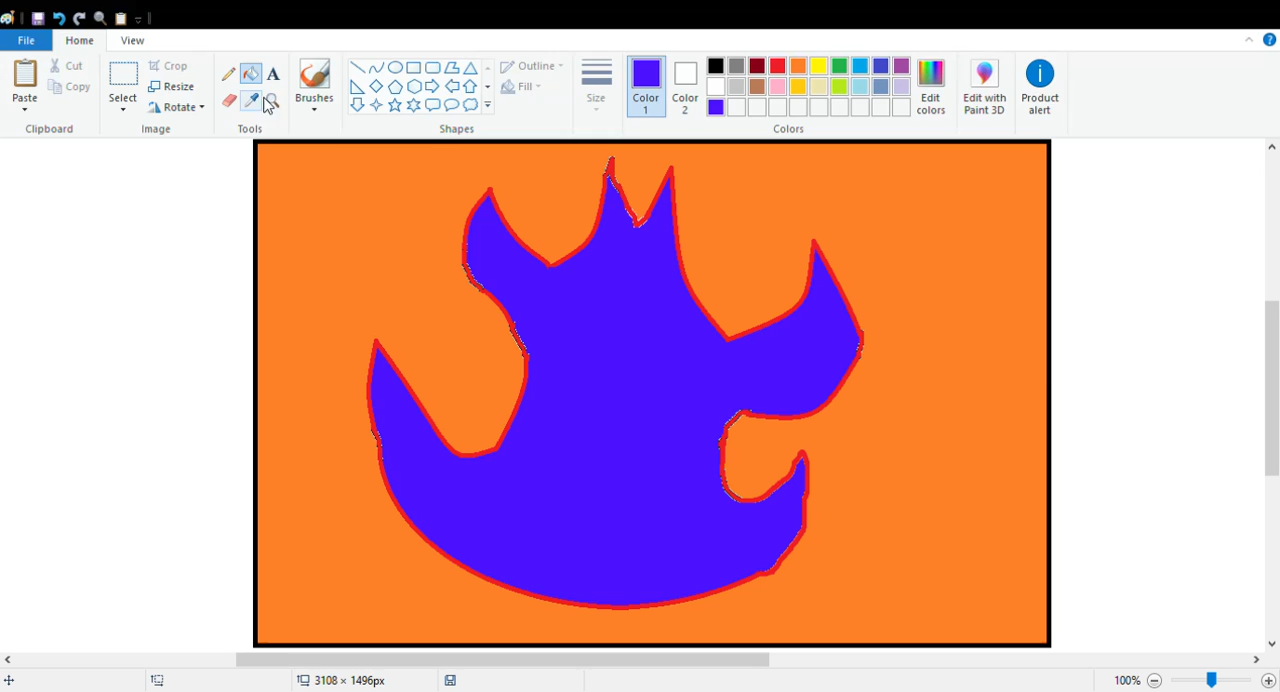 File Home View
Paste
Cut
Copy
Clipboard
Select
Crop
Resize
Rotate
Image
A
Tools
Brushes
Outline
Fill
Shapes
Size
Color
1
Color
2
Edit
colors
Colors
Edit with
Paint 3D
Product
alert
3108 × 1496px
100%